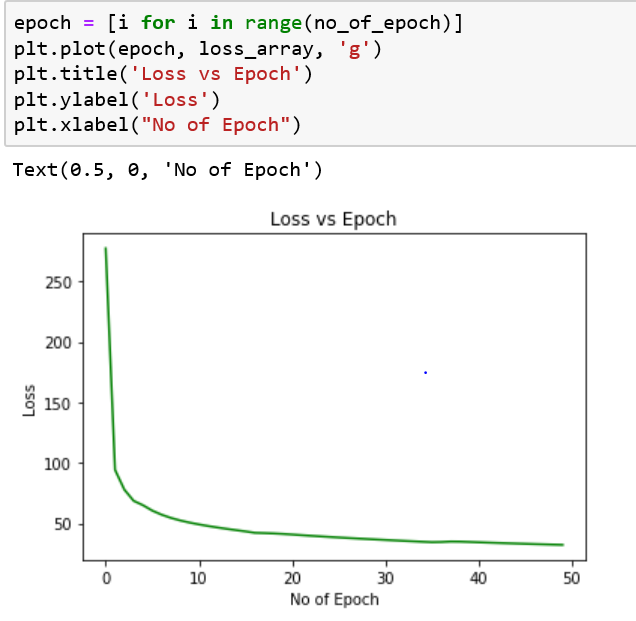 epoch = [i for i in range(no_of_epoch)]
plt.plot(epoch, loss_array, 'g')
plt.title('Loss vs Epoch')
plt.ylabel('Loss')
plt.xlabel("No of Epoch")
Text(0.5, 0, 'No of Epoch')
Loss vs Epoch
250
200
150
100
50
Loss
0 10 20 30 40 50
No of Epoch